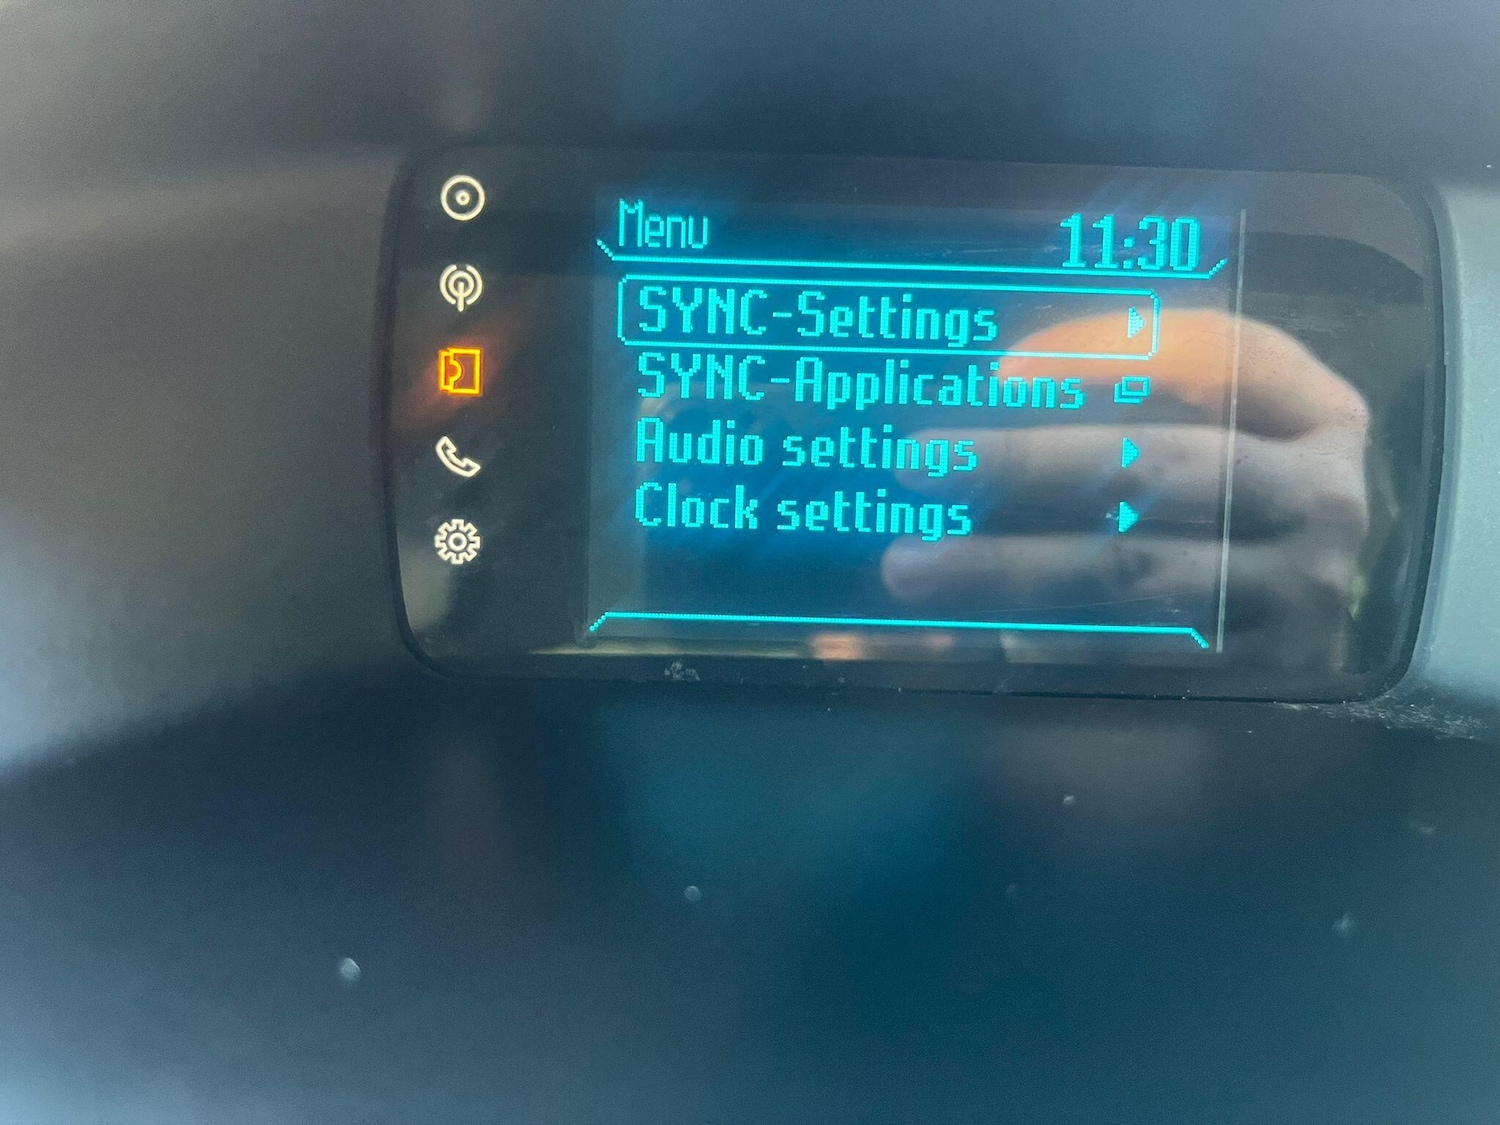 Menu 11:30
SYNC-Settings
SYNC-Applications
Audio settings
Clock settings